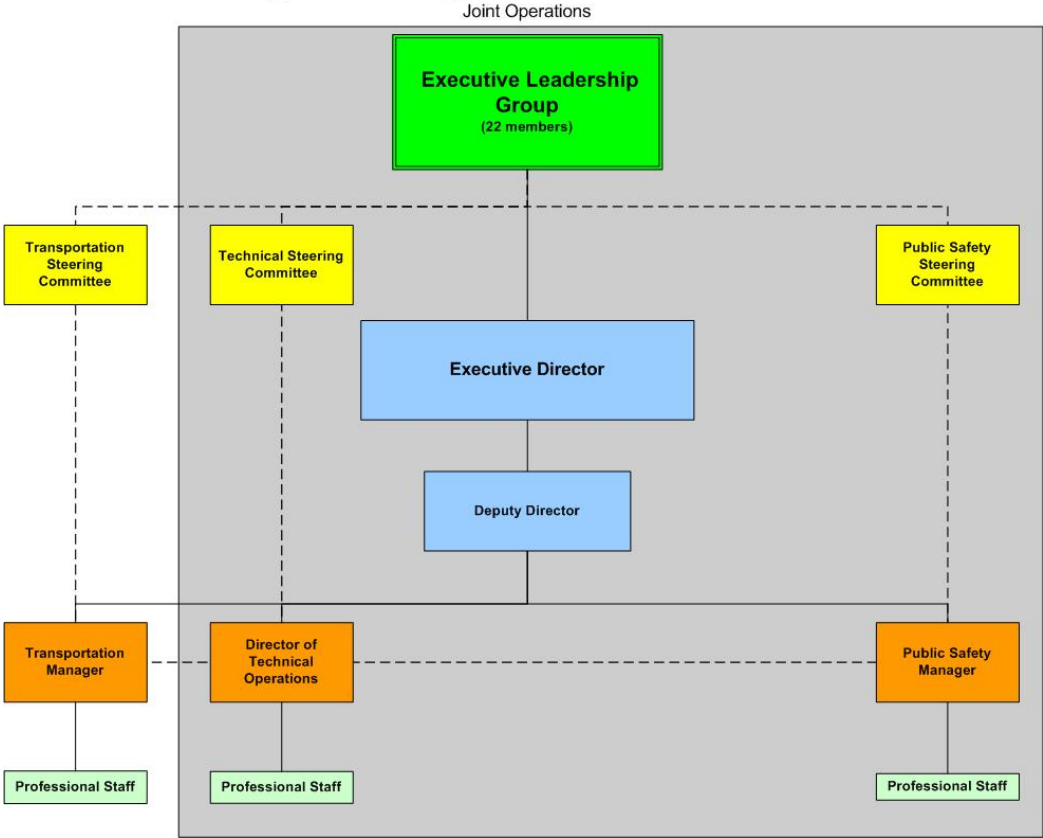 Joint Operations
Executive Leadership
Group
(22 members)
Transportation
Steering
Committee
Technical Steering
Committee
Public Safety
Steering
Committee
Executive Director
Deputy Director
Transportation
Manager
Director of
Technical
Operations
Public Safety
Manager
Professional Staff
Professional Staff
Professional Staff